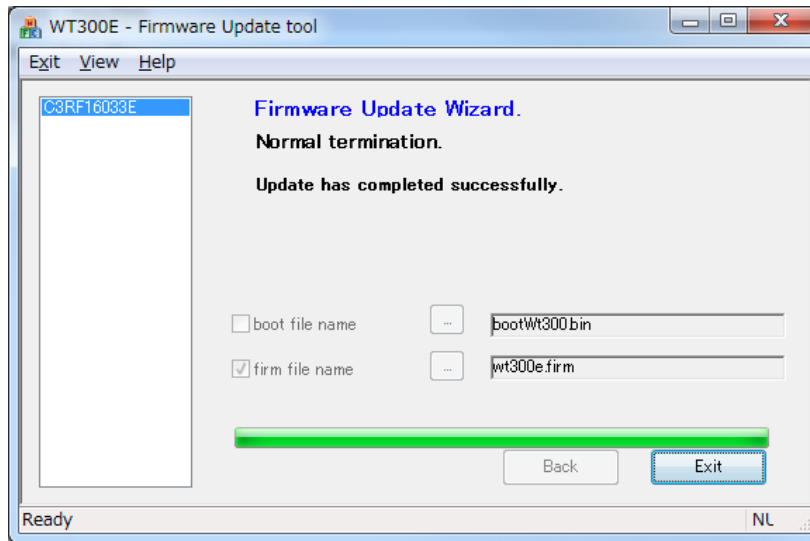 WT300E - Firmware Update tool
Exit View Help
C3RF16033E
Firmware Update Wizard.
Normal termination.
Update has completed successfully.
boot file name ... bootWt300.bin
firm file name ... wt300e.firm
Back Exit
Ready NL